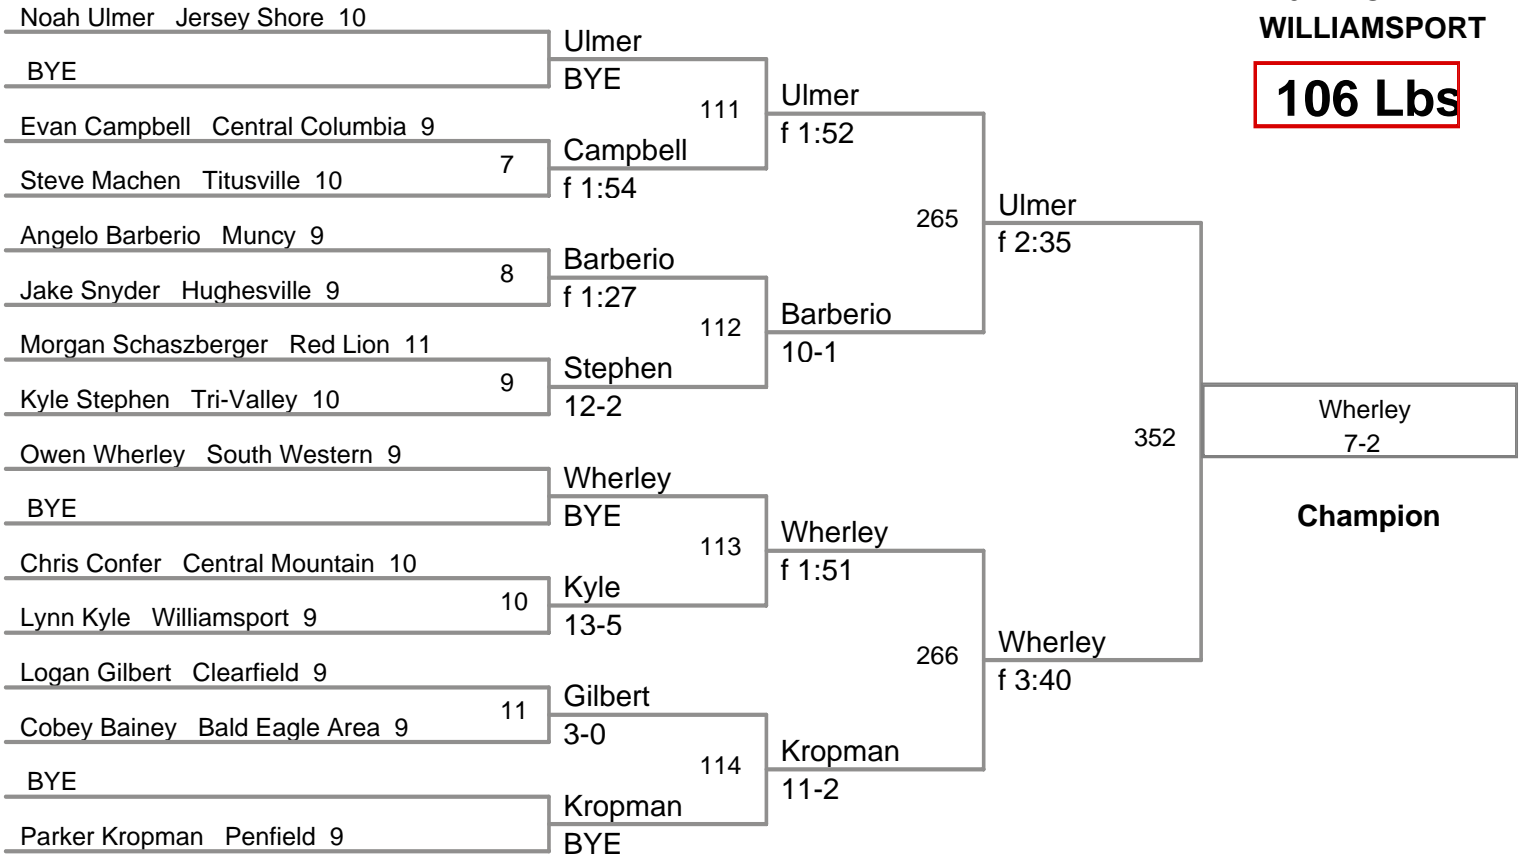 Noah Ulmer Jersey Shore 10
BYE
Evan Campbell Central Columbia 9
Steve Machen Titusville 10
Angelo Barberio Muncy 9
Jake Snyder Hughesville 9
Morgan Schaszberger Red Lion 11
Kyle Stephen Tri-Valley 10
Owen Wherley South Western 9
BYE
Chris Confer Central Mountain 10
Lynn Kyle Williamsport 9
Logan Gilbert Clearfield 9
Cobey Bainey Bald Eagle Area 9
BYE
Parker Kropman Penfield 9
7
8
9
10
11
Ulmer
BYE
Campbell
f 1:54
Barberio
f 1:27
Stephen
12-2
Wherley
BYE
Kyle
13-5
Gilbert
3-0
Kropman
BYE
111
112
113
114
Ulmer
f 1:52
Barberio
10-1
Wherley
f 1:51
Kropman
11-2
265
266
Ulmer
f 2:35
Wherley
f 3:40
352
WILLIAMSPORT
106 Lbs
Wherley
7-2
Champion